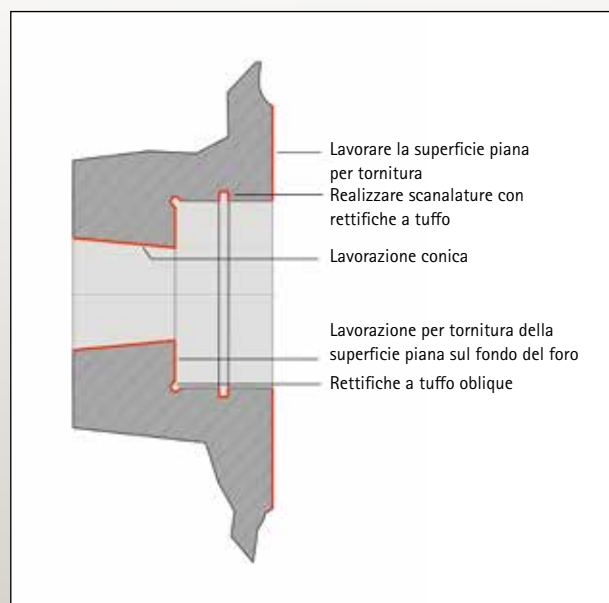 Lavorare la superficie piana
per tornitura
Realizzare scanalature con
rettifiche a tuffo
Lavorazione conica
Lavorazione per tornitura della
superficie piana sul fondo del foro
Rettifiche a tuffo oblique